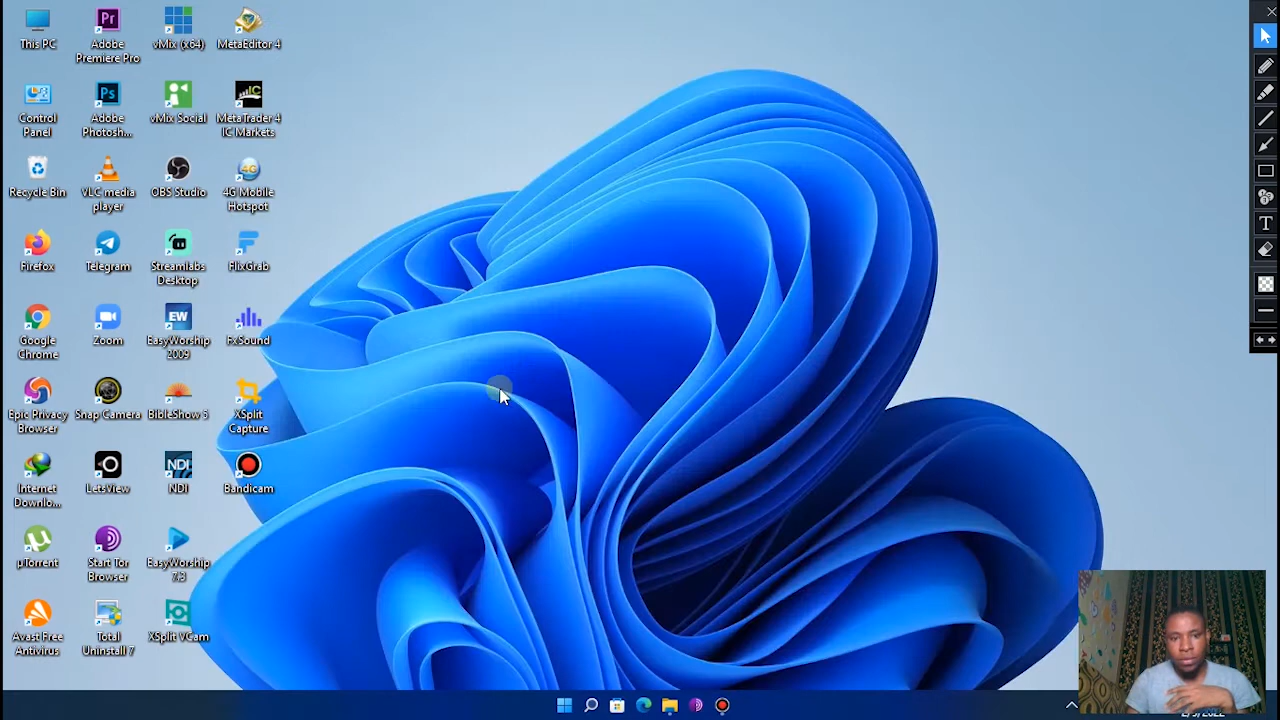 This PC
Adobe
Premiere Pro
vMix (x64)
MetaEditor 4
Control
Panel
Adobe
Photosh...
vMix Social
MetaTrader 4
IC Markets
Recycle Bin
VLC media
player
OBS Studio
4G Mobile
Hotspot
Firefox
Telegram
Streamlabs
Desktop
FlixGrab
Google
Chrome
Zoom
EasyWorship
2009
FxSound
Epic Privacy
Browser
Snap Camera
XSplit
Capture
Internet
Downlo...
LetsView
NDI
Bandicam
µTorrent
Start Tor
Browser
EasyWorship
7.3
Avast Free
Antivirus
Total
Uninstall 7
XSplit VCam